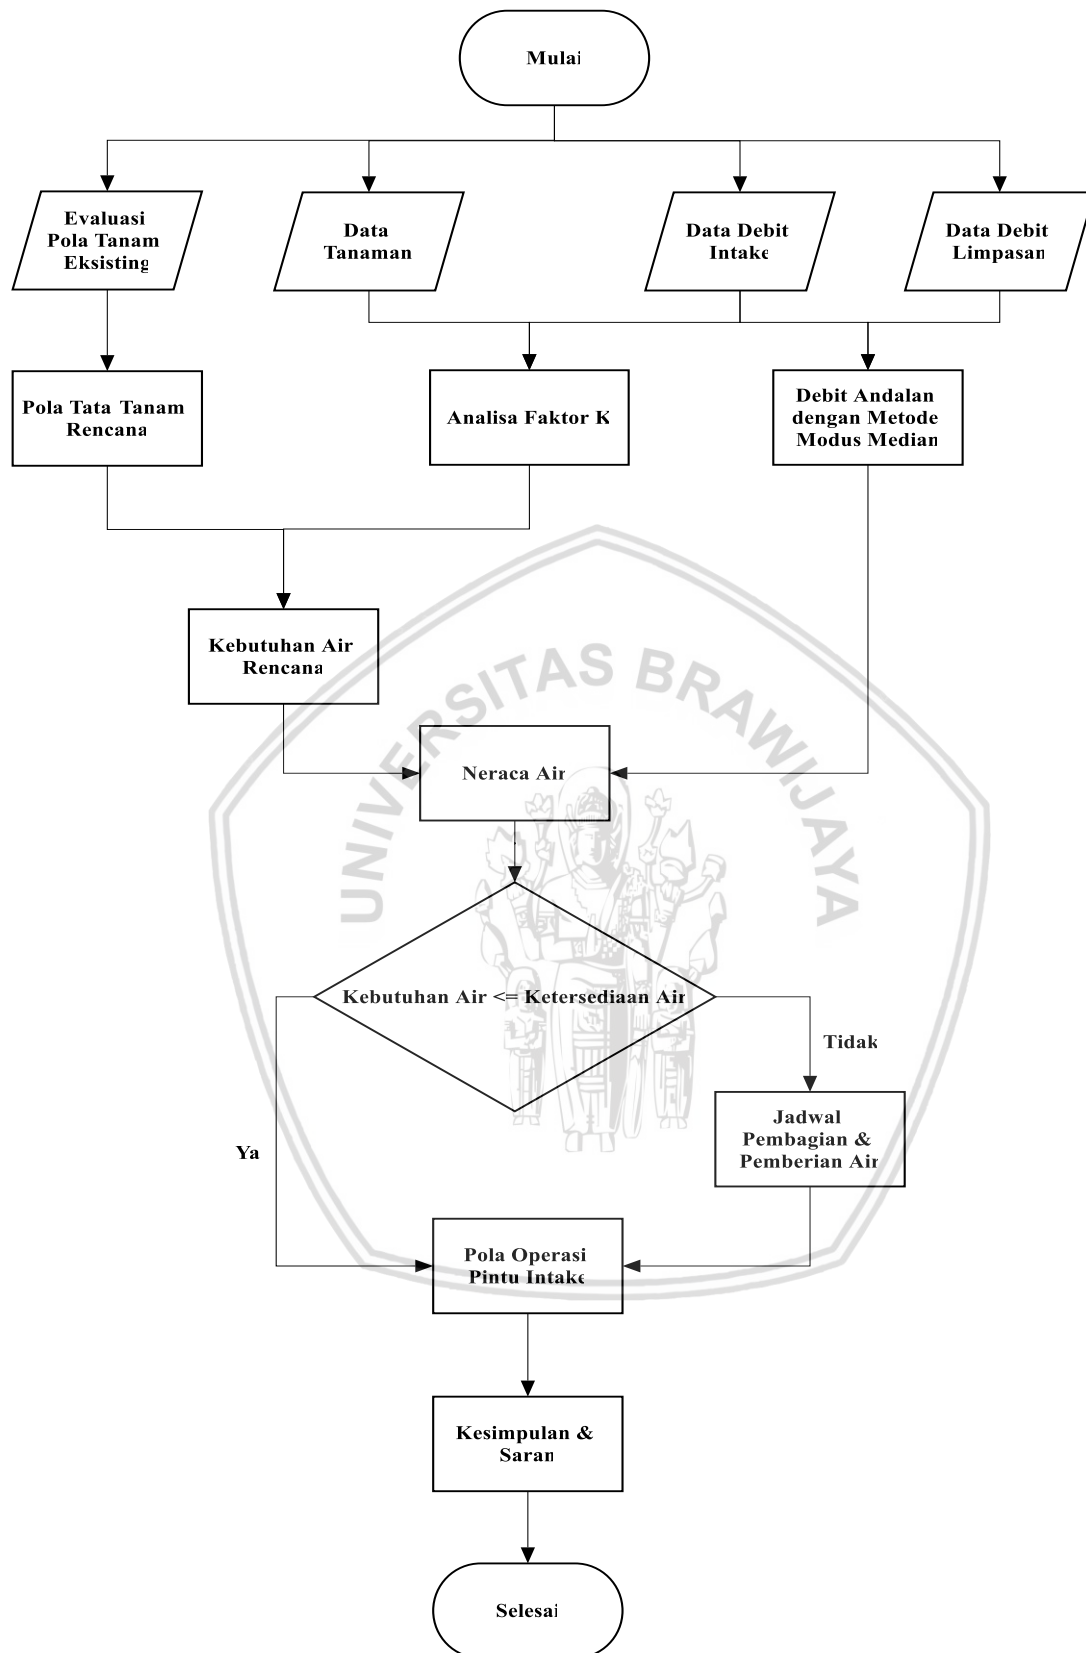 Mulai
Evaluasi
Pola Tanam
Eksisting
Data
Tanaman
Data Debit
Intake
Data Debit
Limpasan
Pola Tata Tanam
Rencana
Analisa Faktor K
Debit Andalan
dengan Metode
Modus Median
Kebutuhan Air
Rencana
UNIVERSITAS BRAWIJAYA
Neraca Air
Kebutuhan Air <= Ketersediaan Air
Tidak
Jadwal
Pembagian &
Pemberian Air
Ya
Pola Operasi
Pintu Intake
Kesimpulan &
Saran
Selesai